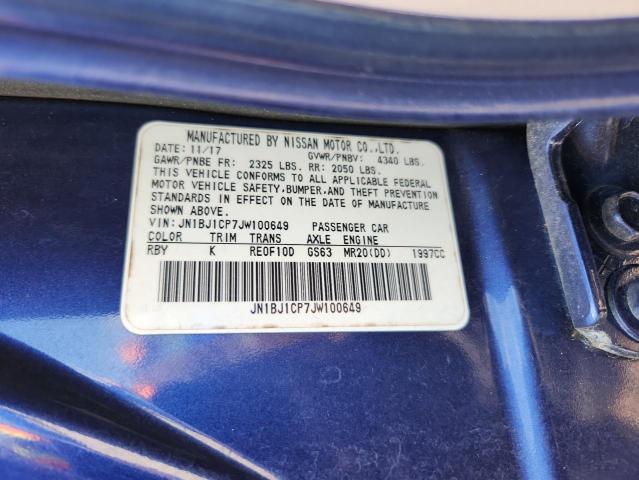 MANUFACTURED BY NISSAN MOTOR CO.,LTD.
DATE: 11/17 GVWR/PNBV: 4340 LBS.
GAWR/PNBE FR: 2325 LBS. RR: 2050 LBS.
THIS VEHICLE CONFORMS TO ALL APPLICABLE FEDERAL
MOTOR VEHICLE SAFETY,BUMPER,AND THEFT PREVENTION
STANDARDS IN EFFECT ON THE DATE OF MANUFACTURE
SHOWN ABOVE.
VIN: JN1BJ1CP7JW100649 PASSENGER CAR
COLOR TRIM TRANS AXLE ENGINE
RBY K RE0F10D GS63 MR20(DD) 1997CC
JN1BJ1CP7JW100649